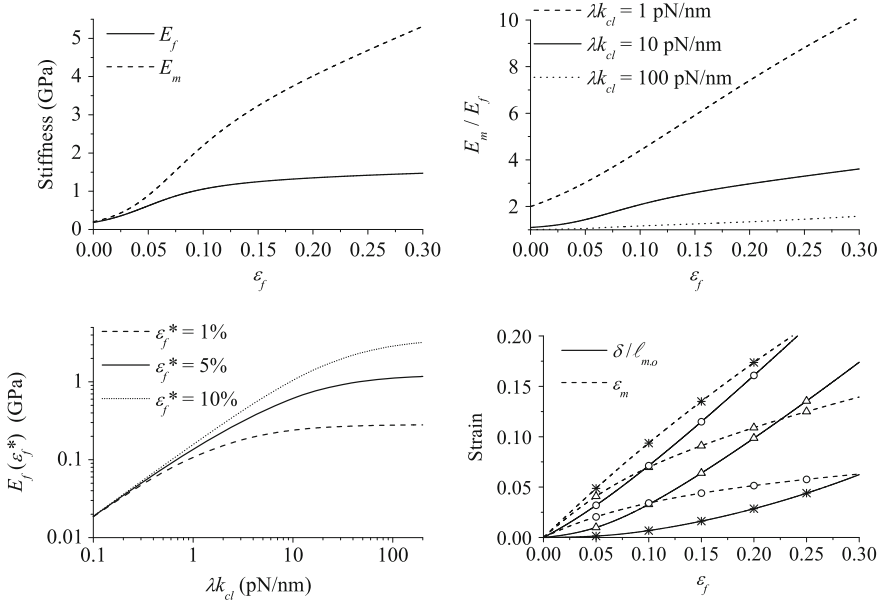 5
4
3
2
1
0
Stiffness (GPa)
E_f
E_m
0.00 0.05 0.10 0.15 0.20 0.25 0.30
ε_f
10
8
6
4
2
E_m / E_f
λk_cl = 1 pN/nm
λk_cl = 10 pN/nm
λk_cl = 100 pN/nm
0.00 0.05 0.10 0.15 0.20 0.25 0.30
ε_f
1
0.1
0.01
E_f (ε_f*) (GPa)
ε_f* = 1%
ε_f* = 5%
ε_f* = 10%
0.1 1 10 100
λk_cl (pN/nm)
0.20
0.15
0.10
0.05
0.00
Strain
δ/ℓ_m,o
ε_m
0.00 0.05 0.10 0.15 0.20 0.25 0.30
ε_f